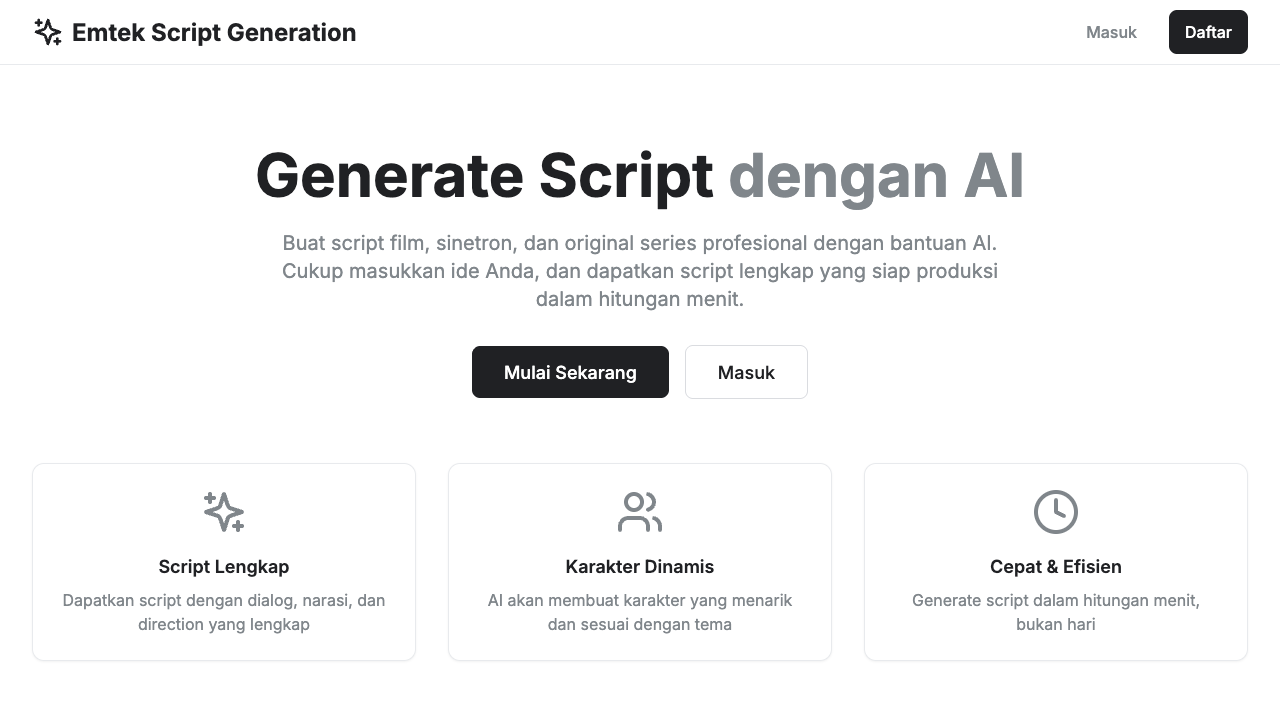 Emtek Script Generation
Masuk
Daftar
Generate Script dengan AI
Buat script film, sinetron, dan original series profesional dengan bantuan AI.
Cukup masukkan ide Anda, dan dapatkan script lengkap yang siap produksi
dalam hitungan menit.
Mulai Sekarang
Masuk
Script Lengkap
Dapatkan script dengan dialog, narasi, dan
direction yang lengkap
Karakter Dinamis
AI akan membuat karakter yang menarik
dan sesuai dengan tema
Cepat & Efisien
Generate script dalam hitungan menit,
bukan hari